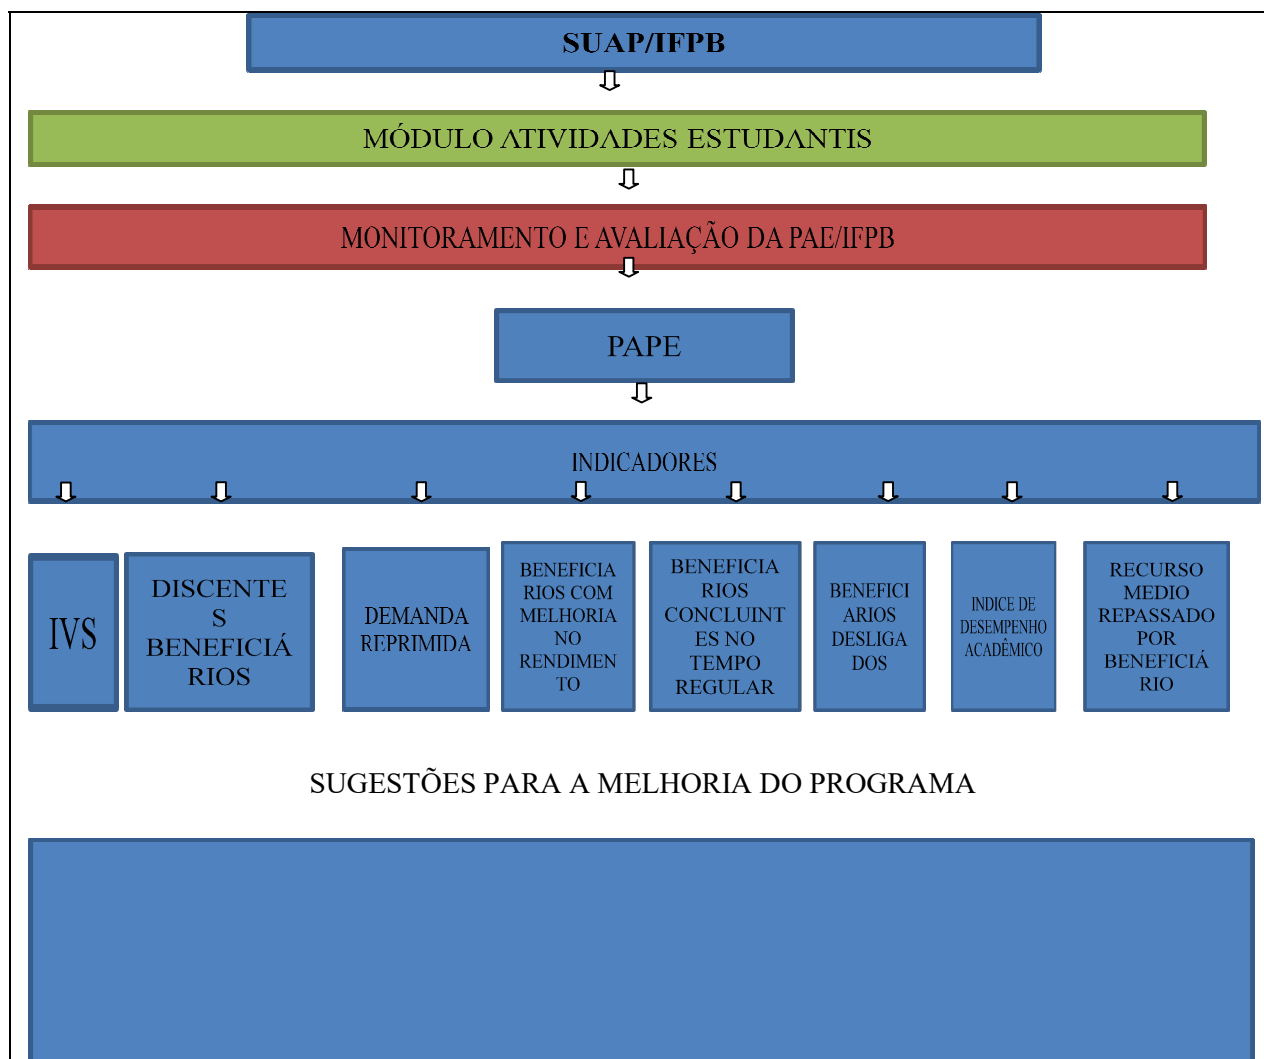 SUAP/IFPB
MÓDULO ATIVIDADES ESTUDANTIS
MONITORAMENTO E AVALIAÇÃO DA PAE/IFPB
PAPE
INDICADORES
IVS
DISCENTE
S
BENEFICIÁ
RIOS
DEMANDA
REPRIMIDA
BENEFICIA
RIOS COM
MELHORIA
NO
RENDIMEN
TO
BENEFICIA
RIOS
CONCLUINT
ES NO
TEMPO
REGULAR
BENEFICI
ARIOS
DESLIGA
DOS
INDICE DE
DESEMPENHO
ACADÊMICO
RECURSO
MEDIO
REPASSADO
POR
BENEFICIÁ
RIO
SUGESTÕES PARA A MELHORIA DO PROGRAMA